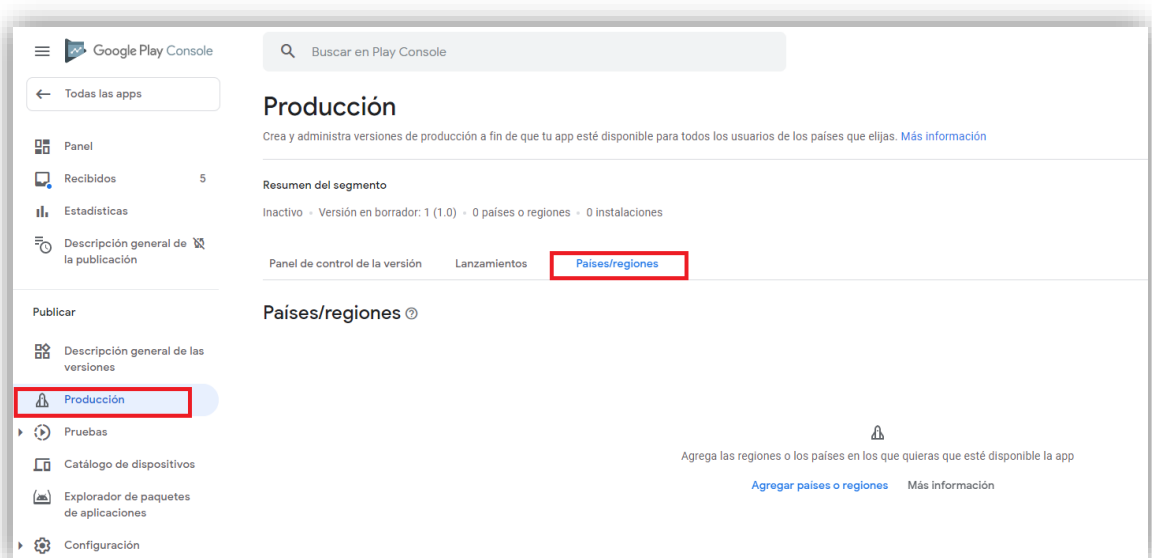 Google Play Console
Buscar en Play Console
Todas las apps
Panel
Recibidos 5
Estadísticas
Descripción general de
la publicación
Publicar
Descripción general de las
versiones
Producción
Pruebas
Catálogo de dispositivos
Explorador de paquetes
de aplicaciones
Configuración
Producción
Crea y administra versiones de producción a fin de que tu app esté disponible para todos los usuarios de los países que elijas. Más información
Resumen del segmento
Inactivo • Versión en borrador: 1 (1.0) • 0 países o regiones • 0 instalaciones
Panel de control de la versión Lanzamientos Países/regiones
Países/regiones
Agrega las regiones o los países en los que quieras que esté disponible la app
Agregar países o regiones Más información